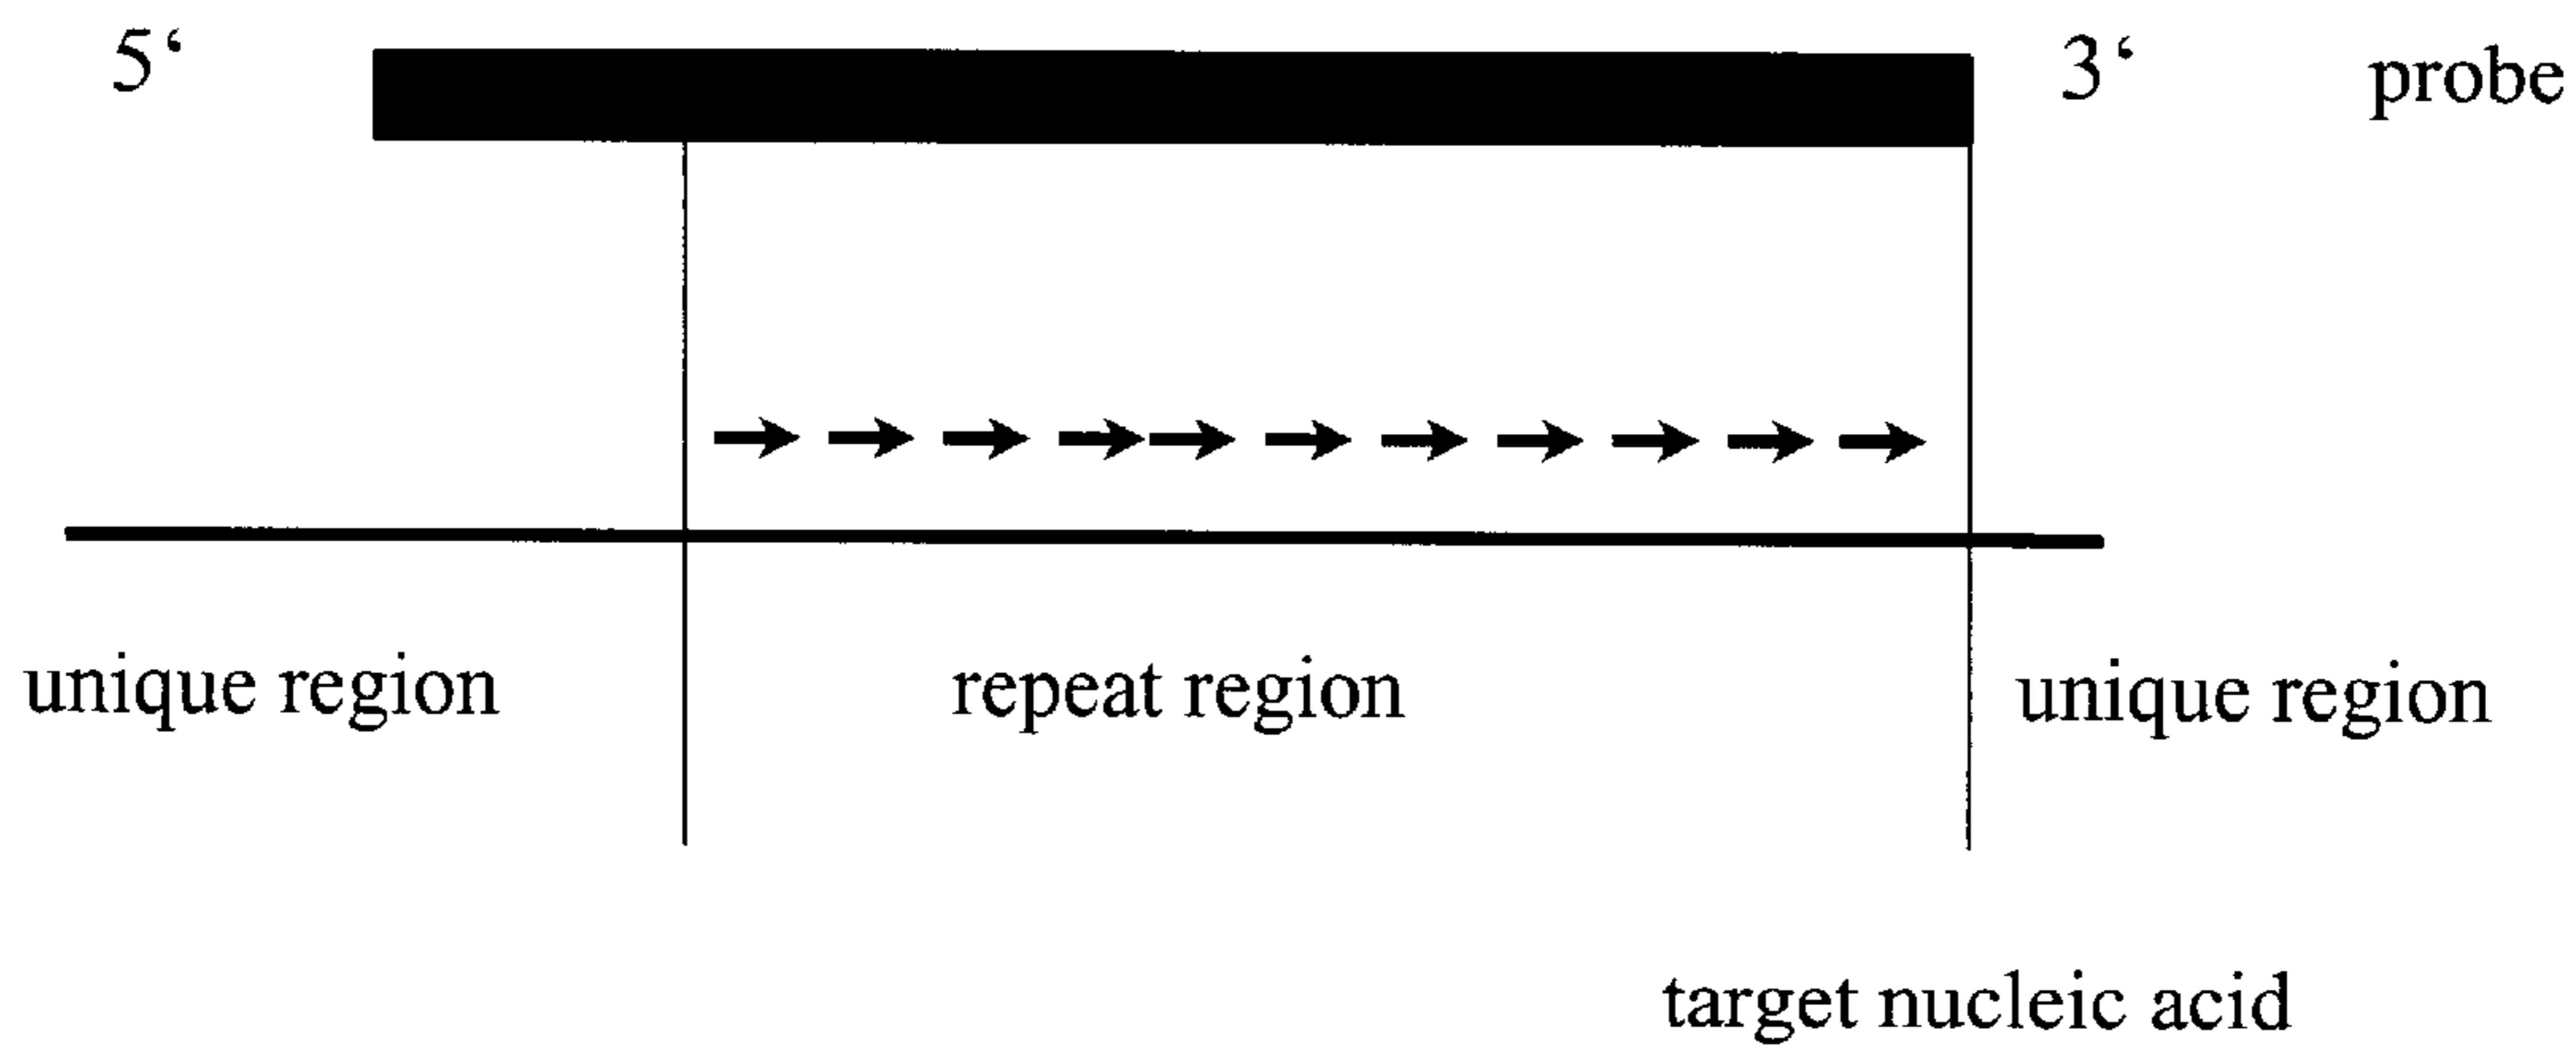 5‘ 3‘ probe
unique region repeat region unique region
target nucleic acid